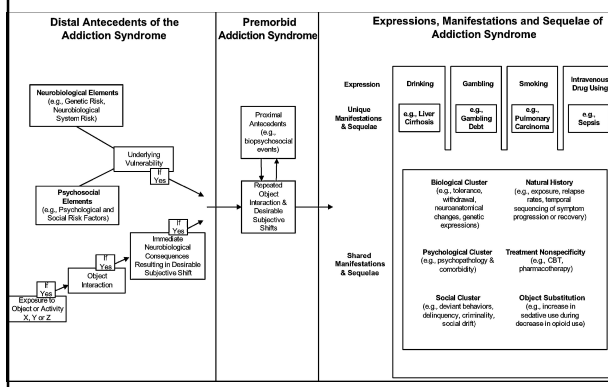 Distal Antecedents of the
Addiction Syndrome
Neurobiological Elements
(e.g., Genetic Risk,
Neurobiological
System Risk)
Underlying
Vulnerability
If
Yes
Psychosocial
Elements
(e.g., Psychological and
Social Risk Factors)
If
Yes
Immediate
Neurobiological
Consequences
Resulting in Desirable
Subjective Shift
If
Yes
Object
Interaction
If
Yes
Exposure to
Object or Activity
X, Y or Z
Premorbid
Addiction Syndrome
Proximal
Antecedents
(e.g.,
biopsychosocial
events)
Repeated
Object
Interaction &
Desirable
Subjective
Shifts
Expressions, Manifestations and Sequelae of
Addiction Syndrome
Expression
Drinking
Gambling
Smoking
Intravenous
Drug Using
Unique
Manifestations
& Sequelae
e.g., Liver
Cirrhosis
e.g.,
Gambling
Debt
e.g.,
Pulmonary
Carcinoma
e.g.,
Sepsis
Shared
Manifestations
& Sequelae
Biological Cluster
(e.g., tolerance,
withdrawal,
neuroanatomical
changes, genetic
expressions)
Natural History
(e.g., exposure, relapse
rates, temporal
sequencing of symptom
progression or recovery)
Psychological Cluster
(e.g., psychopathology &
comorbidity)
Treatment Nonspecificity
(e.g., CBT,
pharmacotherapy)
Social Cluster
(e.g., deviant behaviors,
delinquency, criminality,
social drift)
Object Substitution
(e.g., increase in
sedative use during
decrease in opioid use)